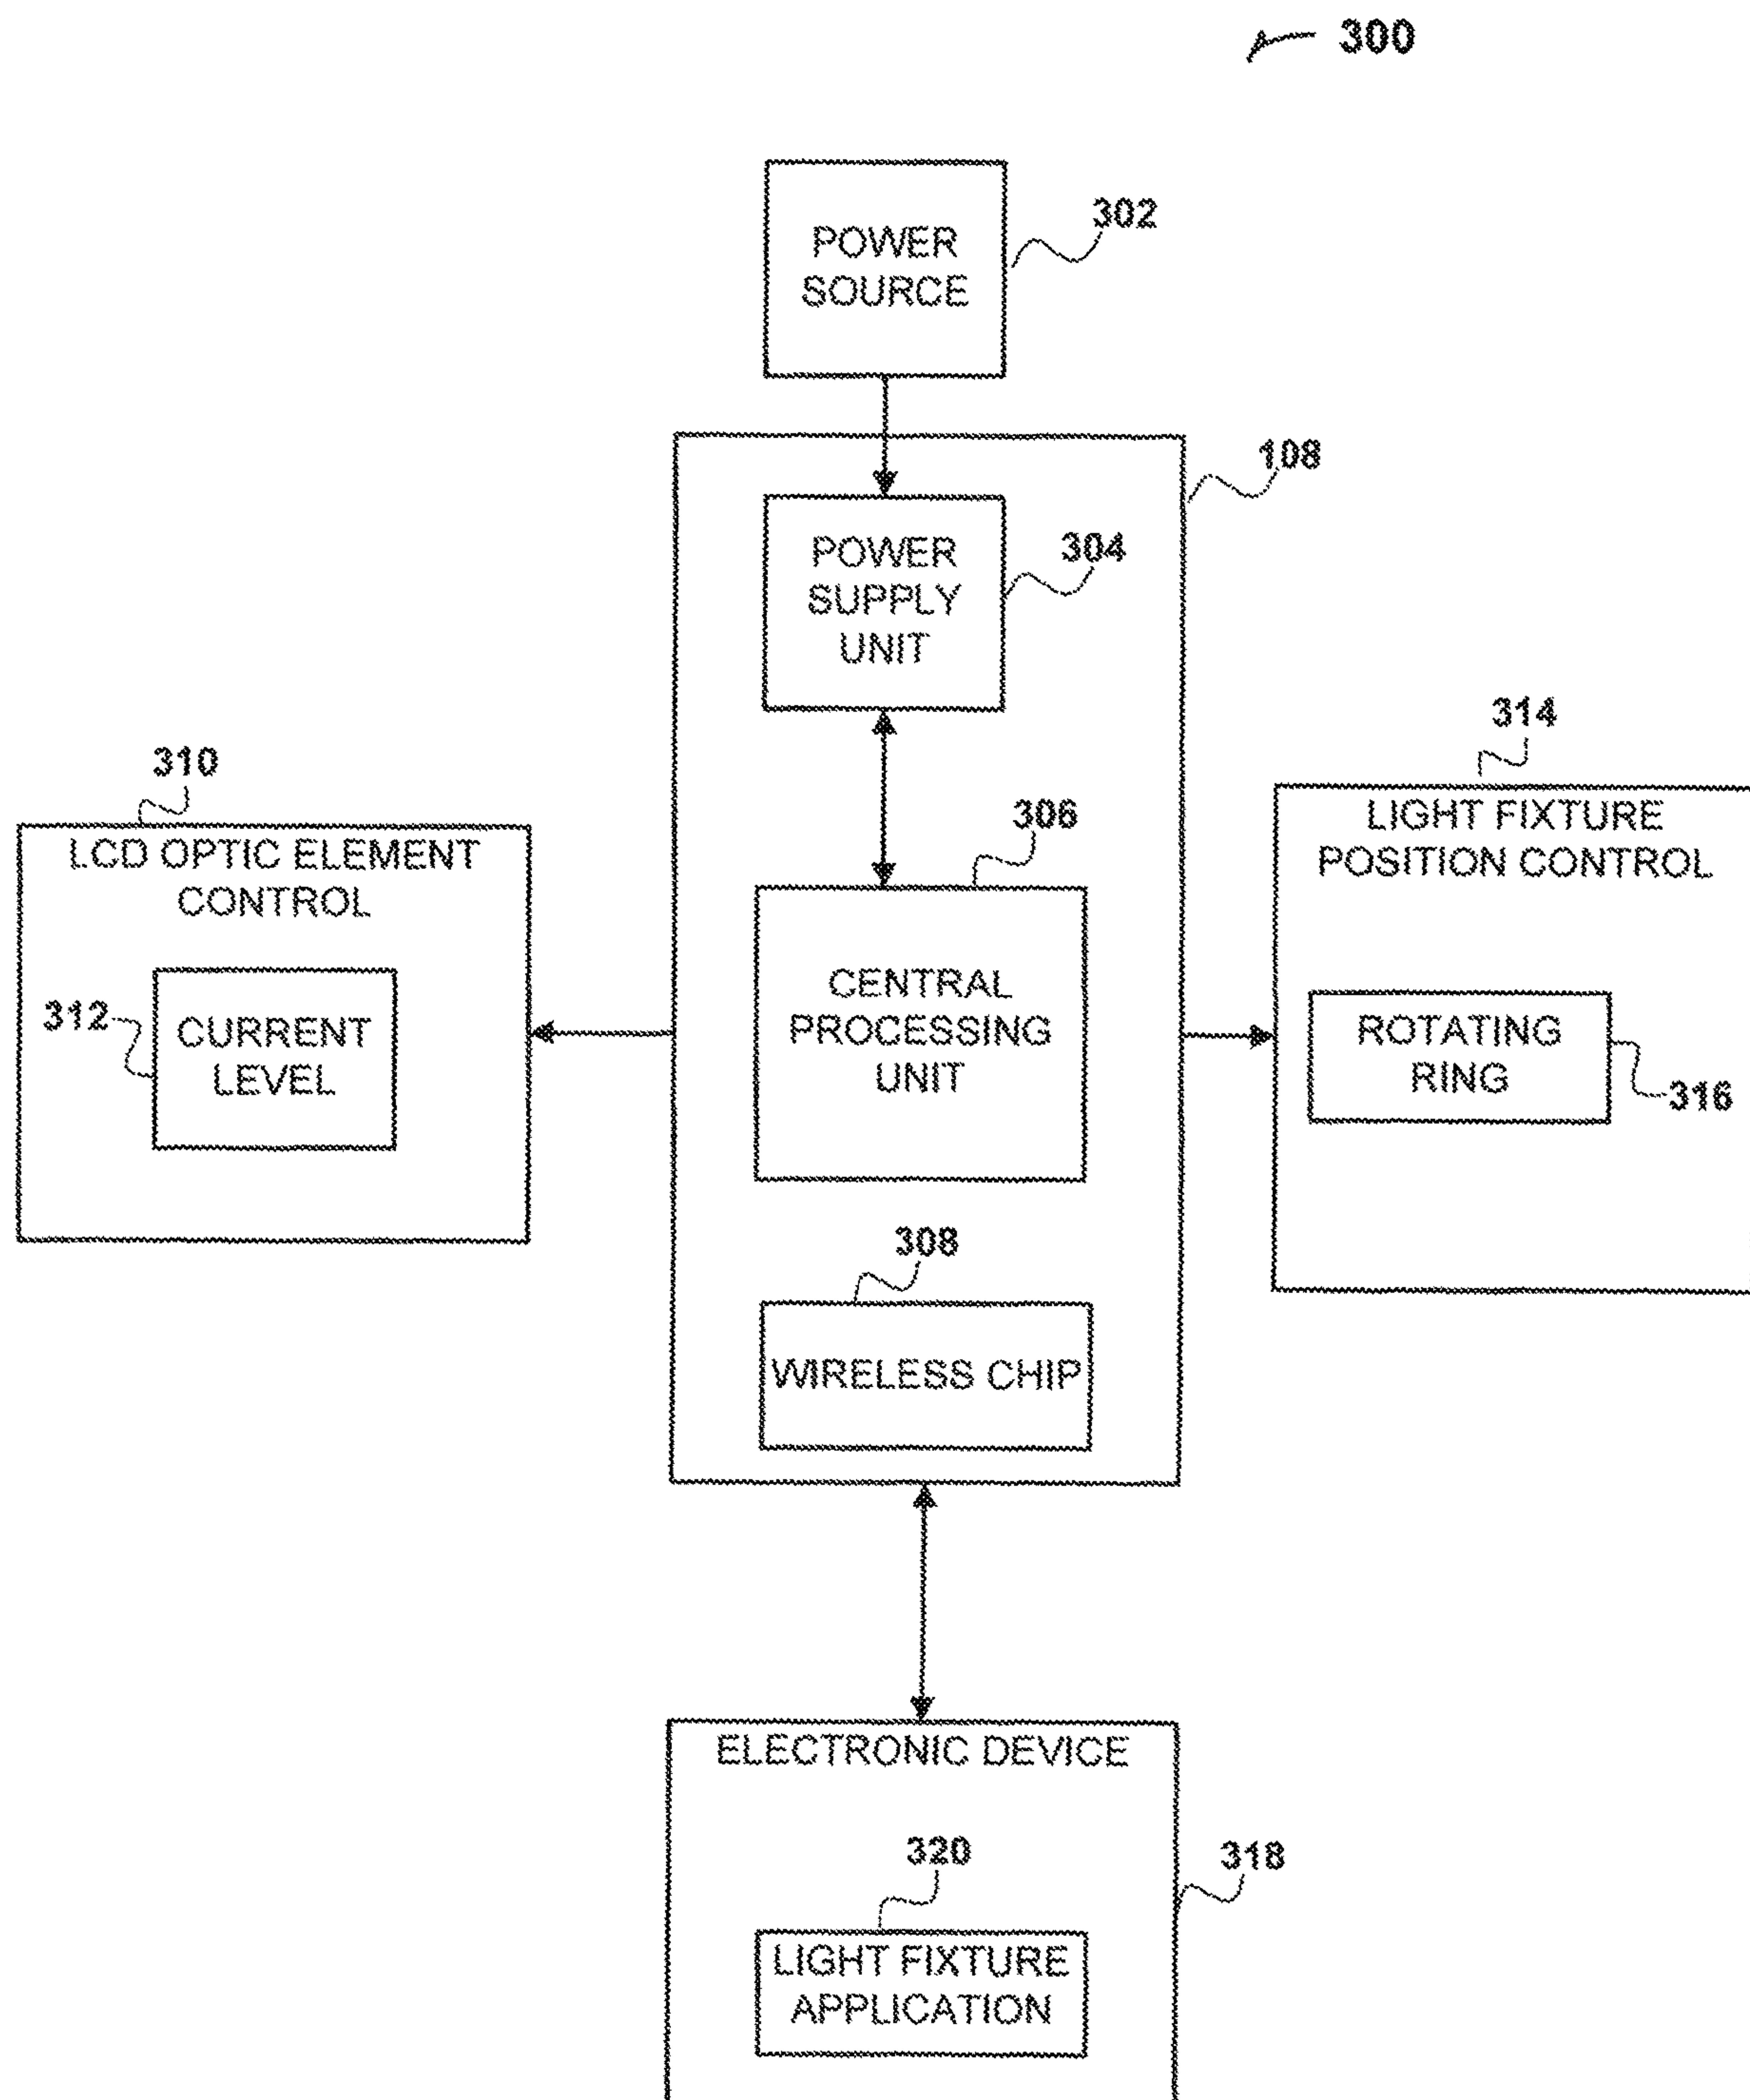 300
POWER
SOURCE
302
108
POWER
SUPPLY
UNIT
304
310
LCD OPTIC ELEMENT
CONTROL
312
CURRENT
LEVEL
306
CENTRAL
PROCESSING
UNIT
314
LIGHT FIXTURE
POSITION CONTROL
ROTATING
RING
316
308
WIRELESS CHIP
ELECTRONIC DEVICE
320
318
LIGHT FIXTURE
APPLICATION